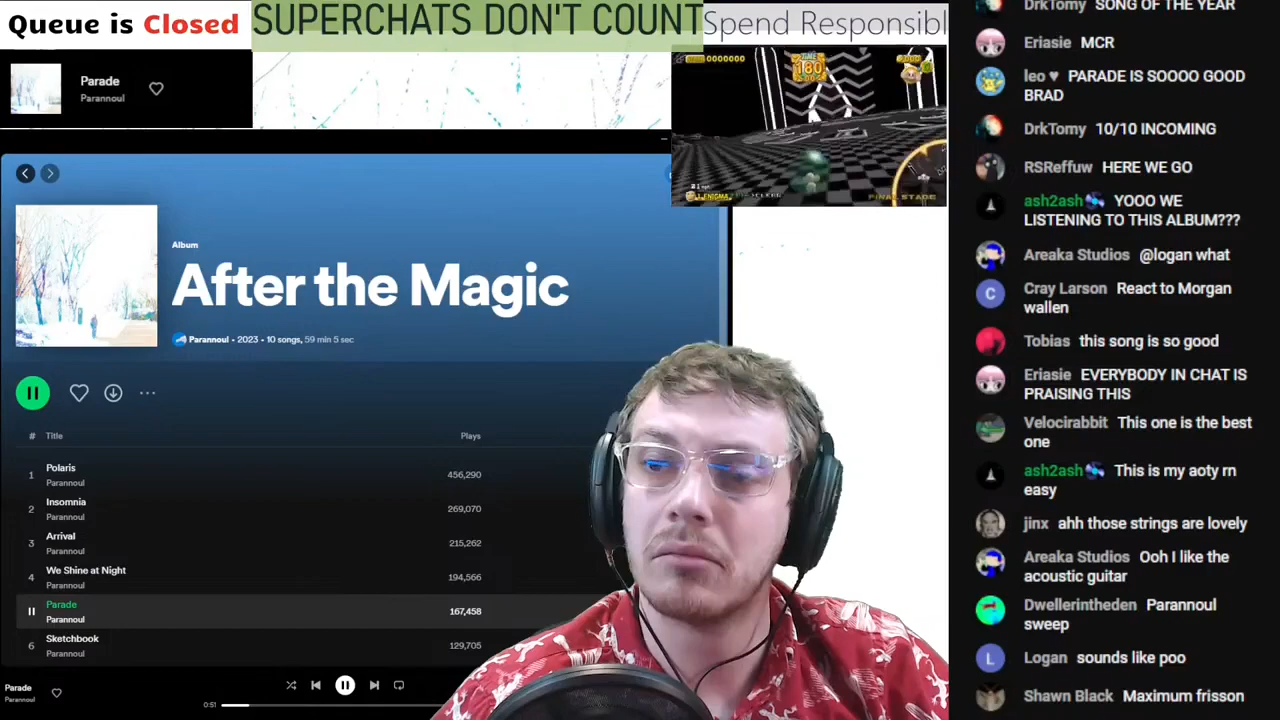 Queue is Closed
SUPERCHATS DON'T COUNT
Spend Responsibl
Parade
Parannoul
0000000
TIME
180
Album
After the Magic
Parannoul • 2023 • 10 songs, 59 min 5 sec
# Title Plays
1 Polaris 456,290
Parannoul
2 Insomnia 269,070
Parannoul
3 Arrival 215,262
Parannoul
4 We Shine at Night 194,566
Parannoul
Parade 167,458
Parannoul
6 Sketchbook 129,705
Parannoul
Parade
Parannoul
0:51
FINAL STAGE
DrkTomy SONG OF THE YEAR
Eriasie MCR
leo ♥ PARADE IS SOOOO GOOD
BRAD
DrkTomy 10/10 INCOMING
RSReffuw HERE WE GO
ash2ash YOOO WE
LISTENING TO THIS ALBUM???
Areaka Studios @logan what
Cray Larson React to Morgan
wallen
Tobias this song is so good
Eriasie EVERYBODY IN CHAT IS
PRAISING THIS
Velocirabbit This one is the best
one
ash2ash This is my aoty rn
easy
jinx ahh those strings are lovely
Areaka Studios Ooh I like the
acoustic guitar
Dwellerintheden Parannoul
sweep
Logan sounds like poo
Shawn Black Maximum frisson